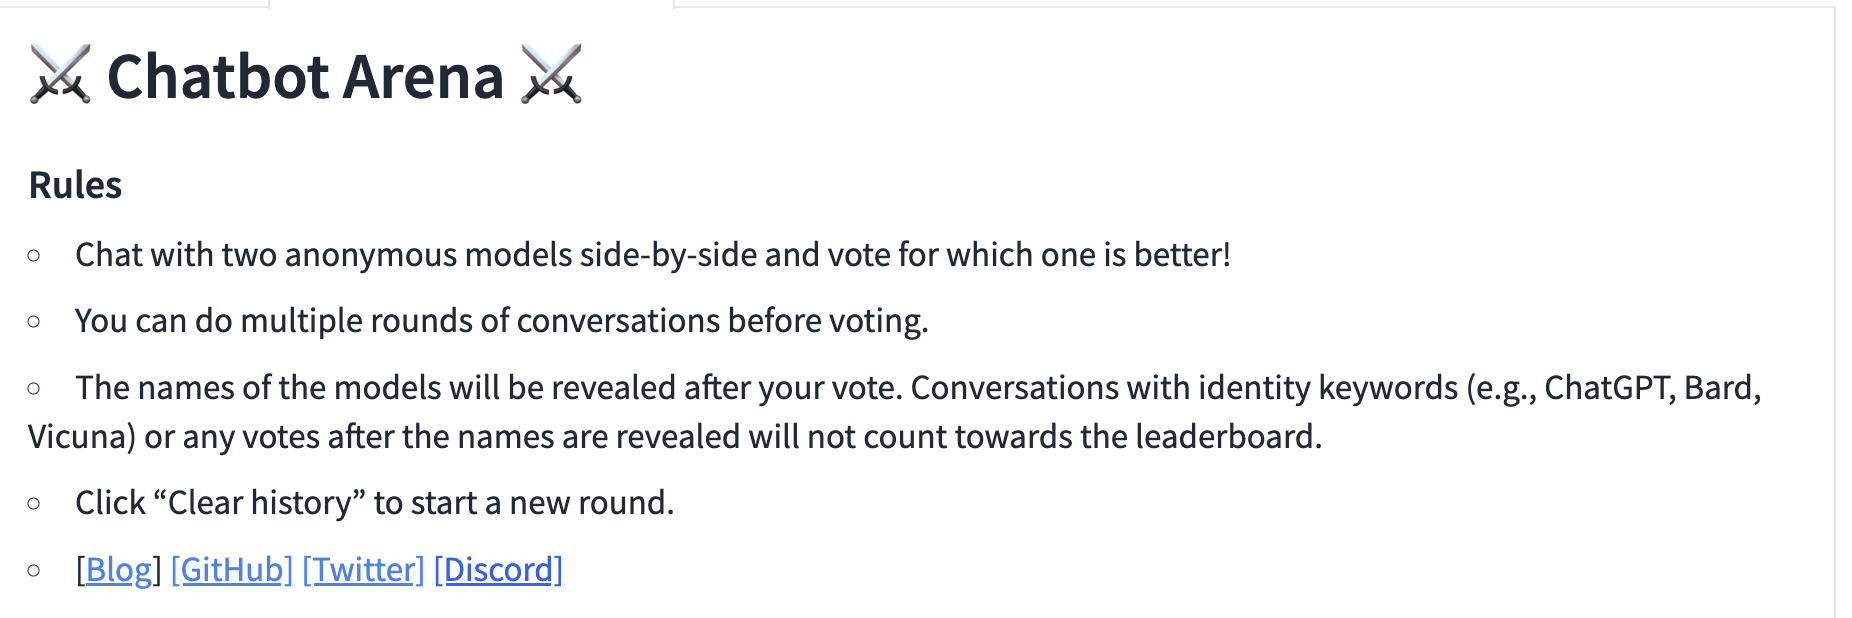 ⚔️ Chatbot Arena ⚔️
Rules
◦ Chat with two anonymous models side-by-side and vote for which one is better!
◦ You can do multiple rounds of conversations before voting.
◦ The names of the models will be revealed after your vote. Conversations with identity keywords (e.g., ChatGPT, Bard,
Vicuna) or any votes after the names are revealed will not count towards the leaderboard.
◦ Click “Clear history” to start a new round.
◦ [Blog] [GitHub] [Twitter] [Discord]